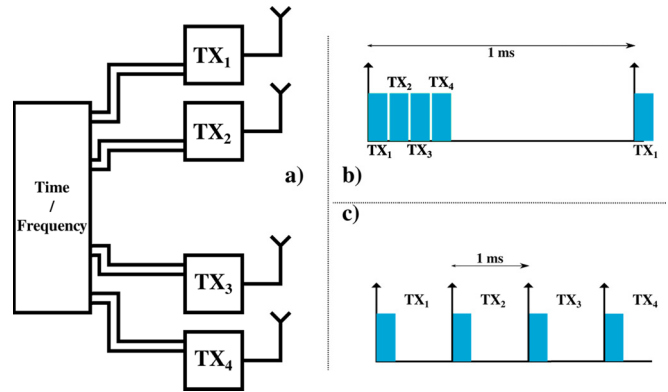 TX1
TX2
Time
/
Frequency
TX3
TX4
a)
1 ms
TX2 TX4
TX1 TX3 TX1
b)
c)
1 ms
TX1 TX2 TX3 TX4